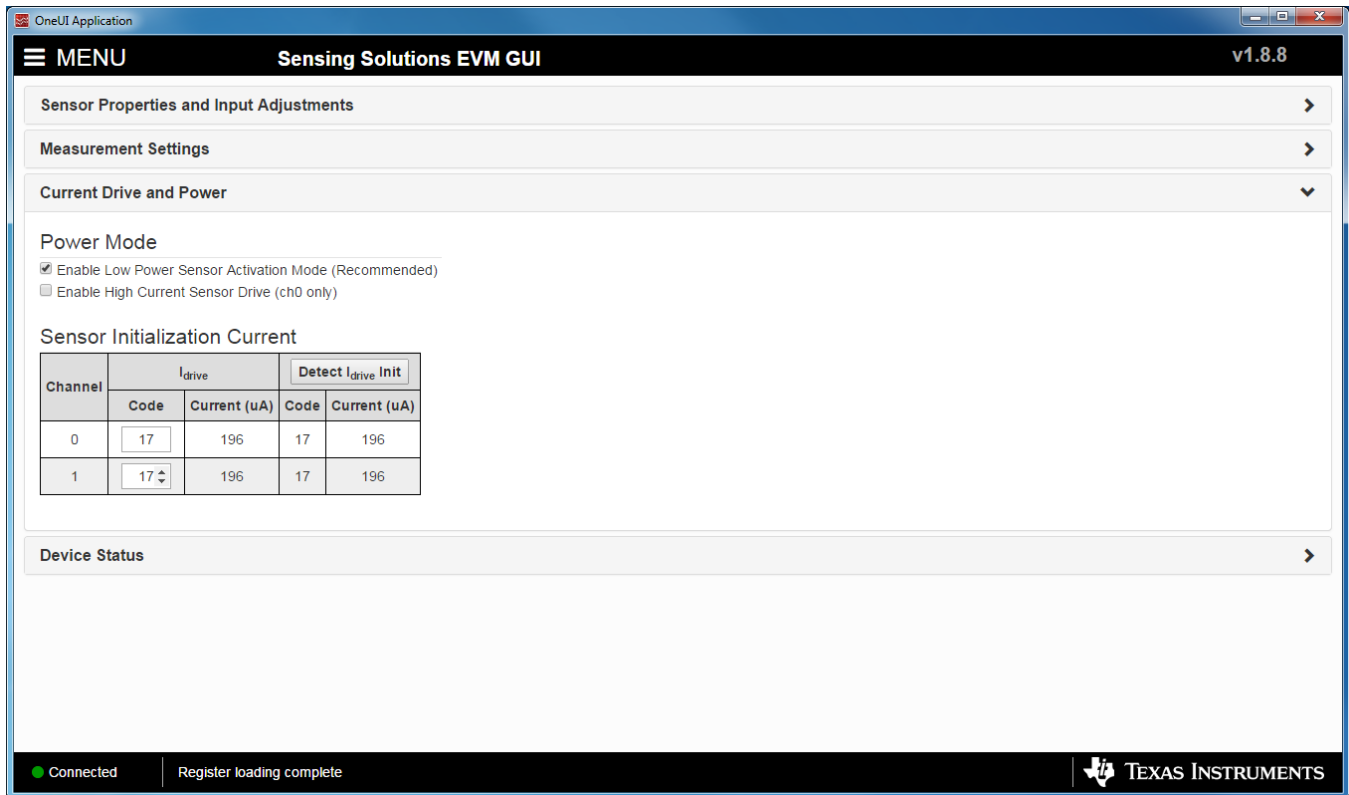 OneUI Application
MENU Sensing Solutions EVM GUI v1.8.8
Sensor Properties and Input Adjustments
Measurement Settings
Current Drive and Power
Power Mode
Enable Low Power Sensor Activation Mode (Recommended)
Enable High Current Sensor Drive (ch0 only)
Sensor Initialization Current
Channel Idrive Detect Idrive Init
Code Current (uA) Code Current (uA)
0 17 196 17 196
1 17 196 17 196
Device Status
Connected Register loading complete TEXAS INSTRUMENTS